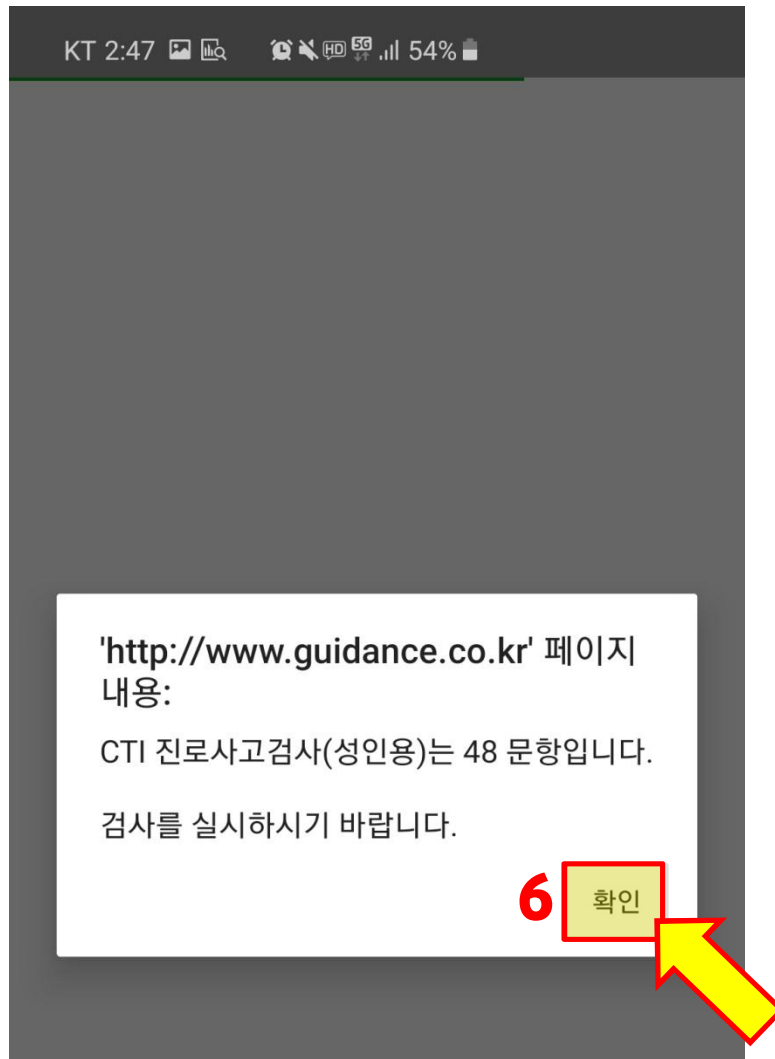 KT 2:47 HD 5G 54%
'http://www.guidance.co.kr' 페이지
내용:
CTI 진로사고검사(성인용)는 48 문항입니다.
검사를 실시하시기 바랍니다.
6 확인